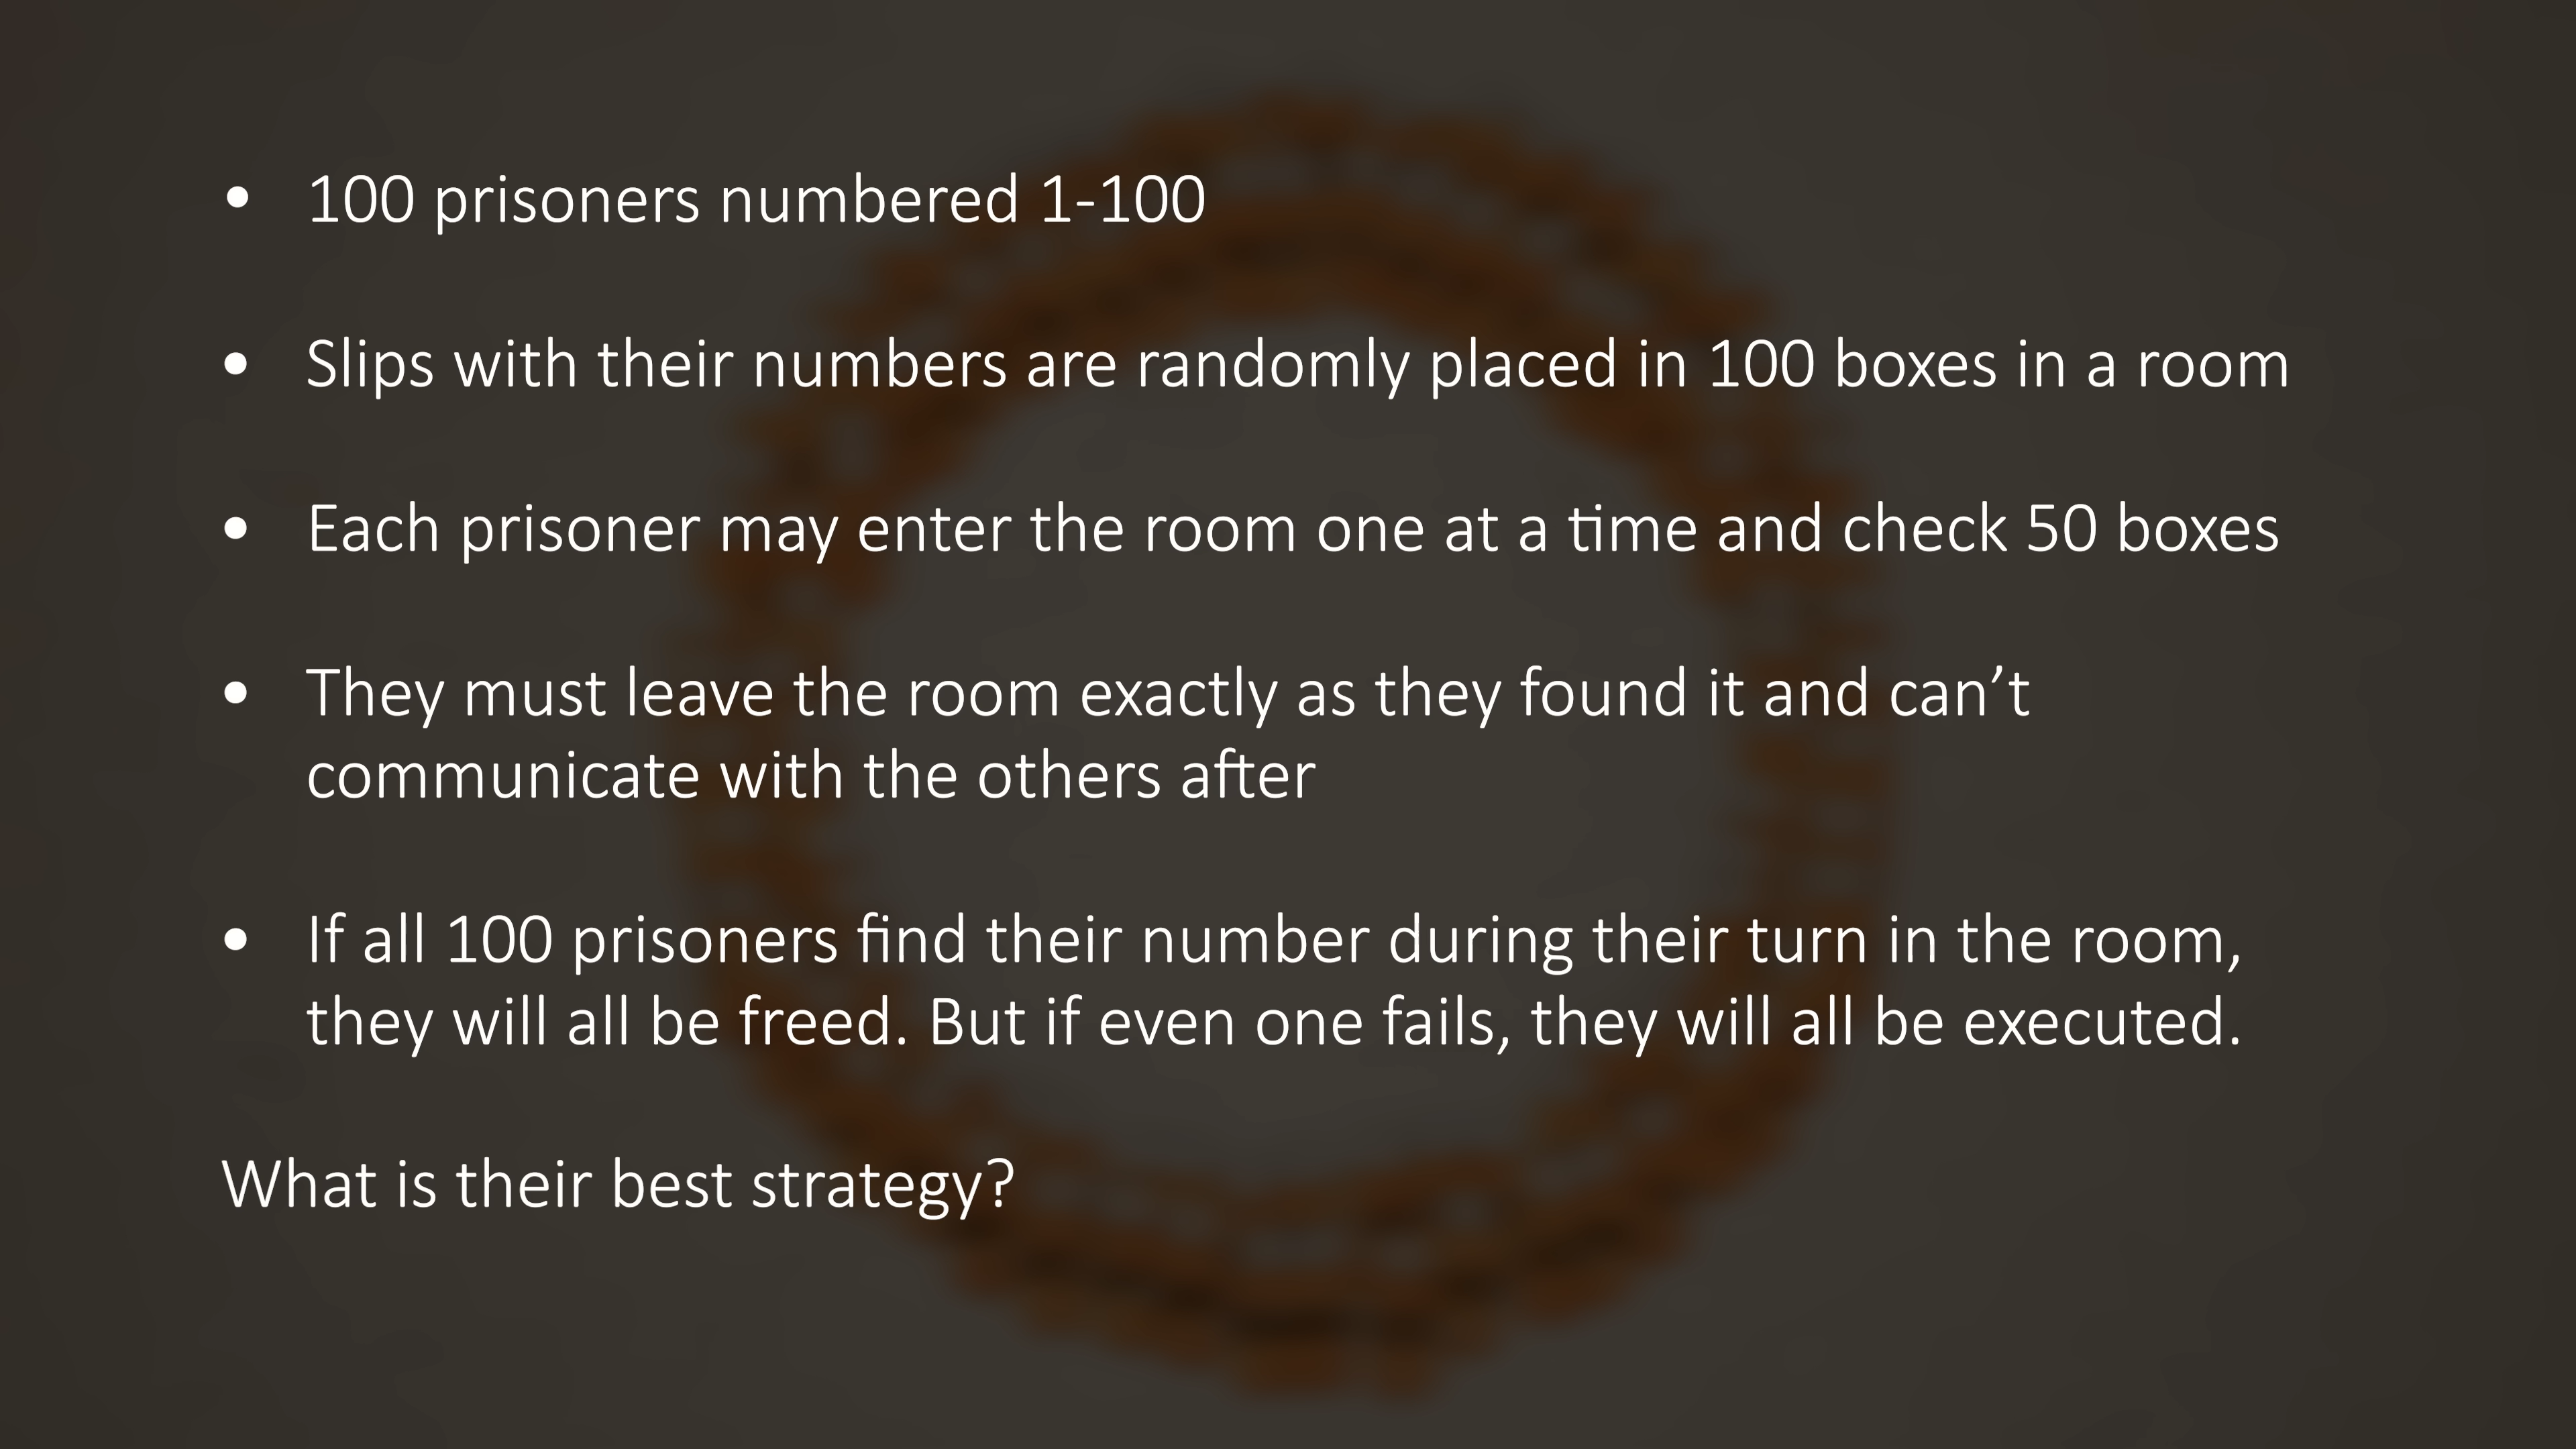 • 100 prisoners numbered 1-100
• Slips with their numbers are randomly placed in 100 boxes in a room
• Each prisoner may enter the room one at a time and check 50 boxes
• They must leave the room exactly as they found it and can’t
communicate with the others after
• If all 100 prisoners find their number during their turn in the room,
they will all be freed. But if even one fails, they will all be executed.
What is their best strategy?